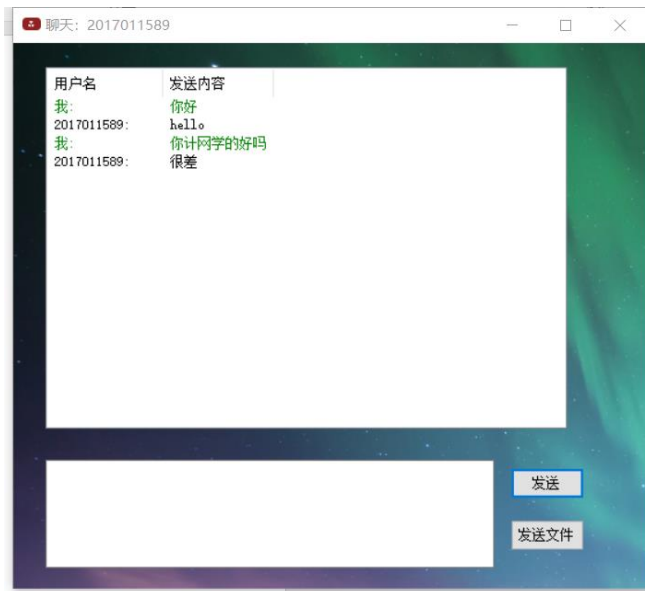 聊天: 2017011589
用户名 发送内容
我: 你好
2017011589: hello
我: 你计网学的好吗
2017011589: 很差
发送
发送文件